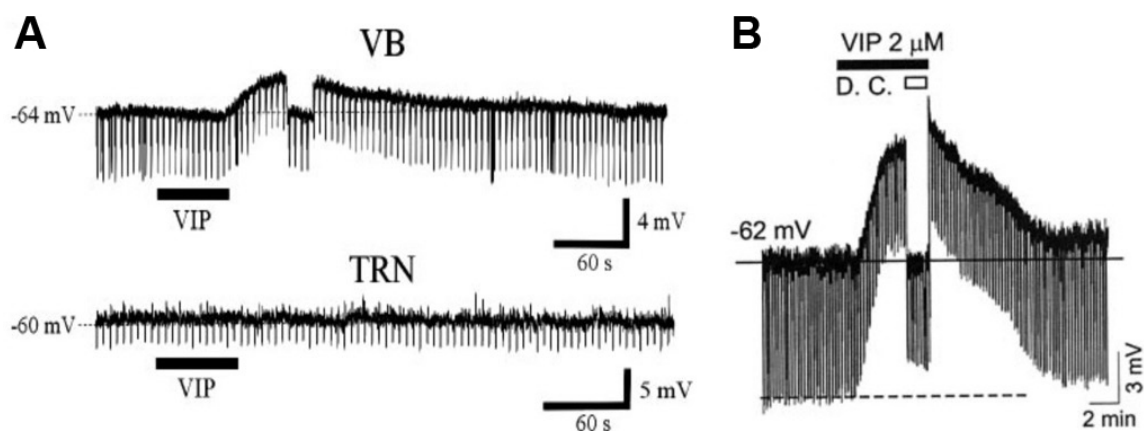 A
VB
-64 mV
VIP
4 mV
60 s
TRN
-60 mV
VIP
5 mV
60 s
B
VIP 2 μM
D. C.
-62 mV
3 mV
2 min